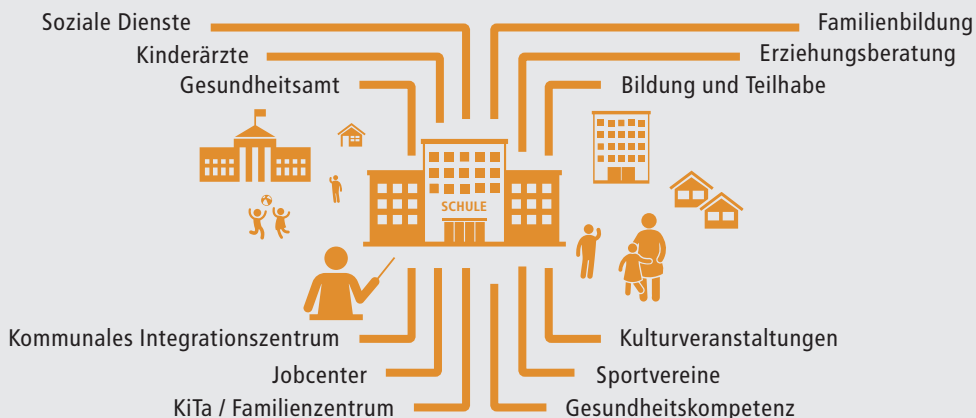 Soziale Dienste
Familienbildung
Kinderärzte
Erziehungsberatung
Gesundheitsamt
Bildung und Teilhabe
SCHULE
Kommunales Integrationszentrum
Kulturveranstaltungen
Jobcenter
Sportvereine
KiTa / Familienzentrum
Gesundheitskompetenz